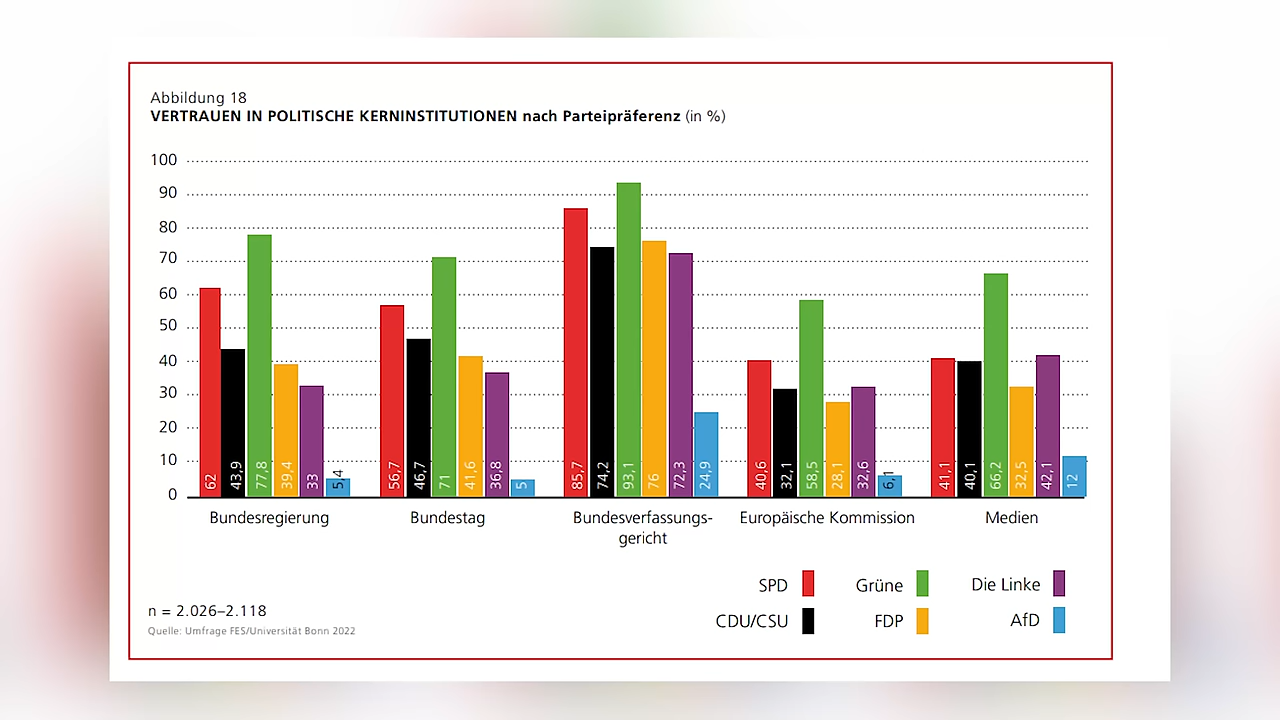 Abbildung 18
VERTRAUEN IN POLITISCHE KERNINSTITUTIONEN nach Parteipräferenz (in %)
100
90
80
70
60
50
40
30
20
10
0
62 43,9 77,8 39,4 33 5,4
56,7 46,7 71 41,6 36,8 5
85,7 74,2 93,1 76 72,3 24,9
40,6 32,1 58,5 28,1 32,6 6,1
41,1 40,1 66,2 32,5 42,1 12
Bundesregierung
Bundestag
Bundesverfassungs-
gericht
Europäische Kommission
Medien
SPD Grüne Die Linke
CDU/CSU FDP AfD
n = 2.026–2.118
Quelle: Umfrage FES/Universität Bonn 2022